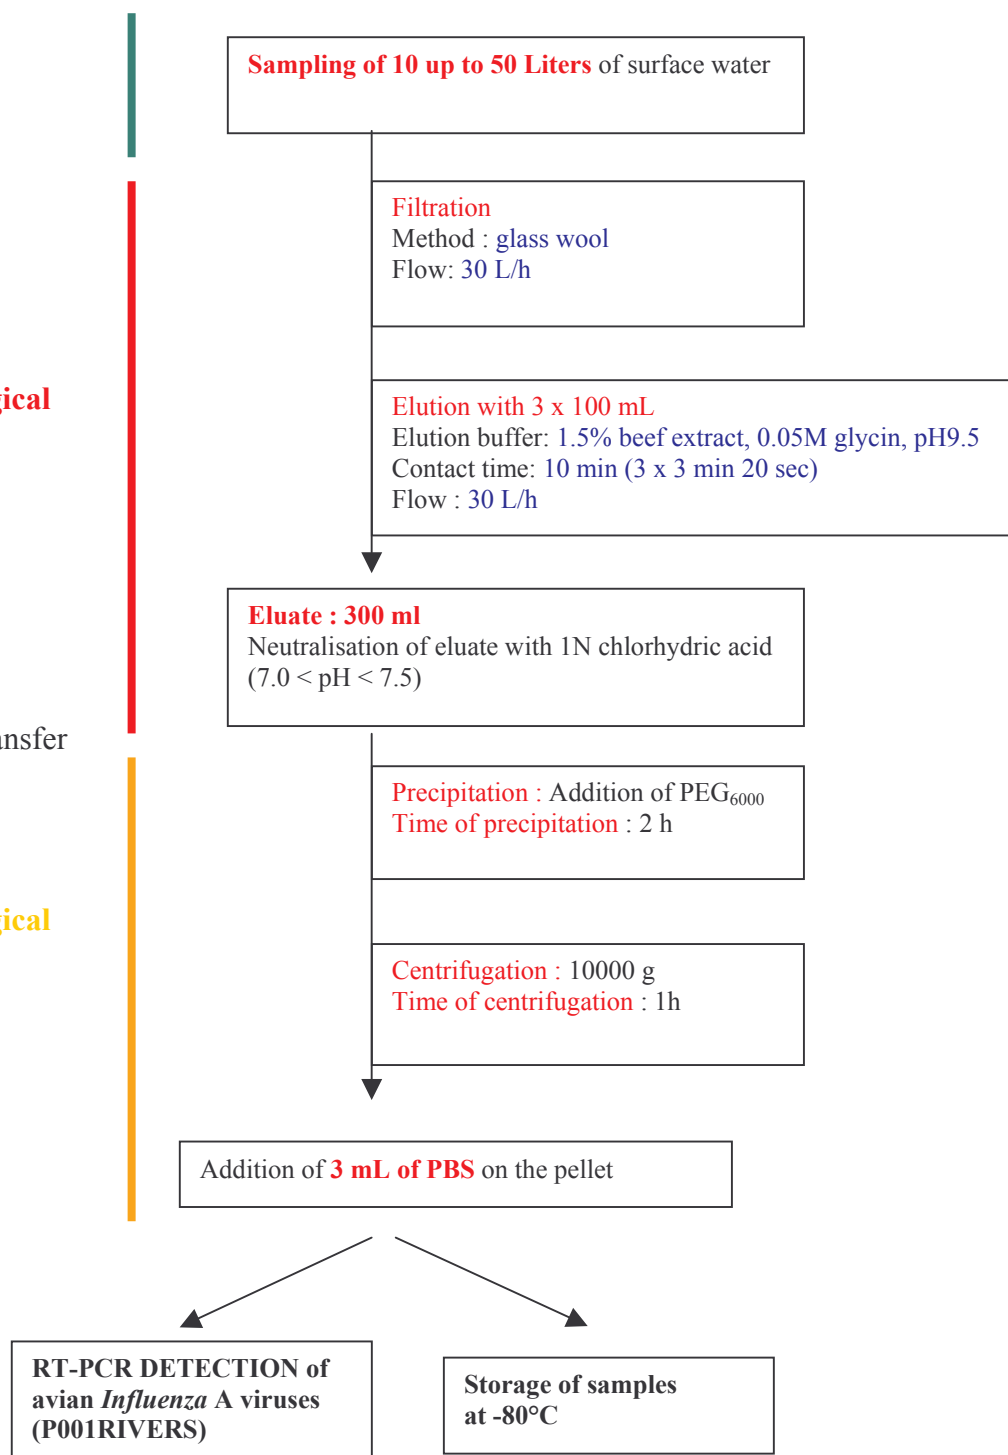 Sampling of 10 up to 50 Liters of surface water
Filtration
Method : glass wool
Flow: 30 L/h
gical
Elution with 3 x 100 mL
Elution buffer: 1.5% beef extract, 0.05M glycin, pH9.5
Contact time: 10 min (3 x 3 min 20 sec)
Flow : 30 L/h
Eluate : 300 ml
Neutralisation of eluate with 1N chlorhydric acid
(7.0 < pH < 7.5)
ansfer
Precipitation : Addition of PEG6000
Time of precipitation : 2 h
gical
Centrifugation : 10000 g
Time of centrifugation : 1h
Addition of 3 mL of PBS on the pellet
RT-PCR DETECTION of
avian Influenza A viruses
(P001RIVERS)
Storage of samples
at -80°C